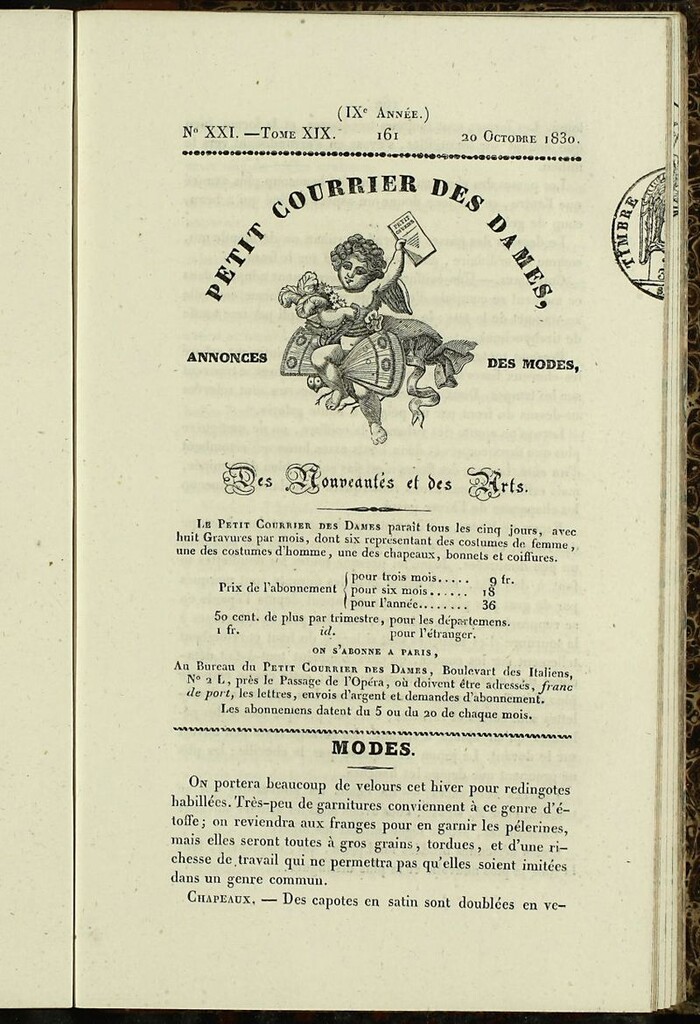 (IXe ANNÉE.)
No XXI. —TOME XIX. 161 20 OCTOBRE 1830.
PETIT COURRIER DES DAMES,
PETIT
COURRIER
TIMBRE
ANNONCES DES MODES,
Des Nouveautés et des Arts.
LE PETIT COURRIER DES DAMES paraît tous les cinq jours, avec
huit Gravures par mois, dont six représentant des costumes de femme,
une des costumes d'homme, une des chapeaux, bonnets et coiffures.
Prix de l'abonnement
pour trois mois..... 9 fr.
pour six mois...... 18
pour l'année........ 36
50 cent. de plus par trimestre, pour les départemens.
1 fr. id. pour l'étranger.
ON S'ABONNE A PARIS,
Au Bureau du PETIT COURRIER DES DAMES, Boulevart des Italiens,
No 2 L, près le Passage de l'Opéra, où doivent être adressés, franc
de port, les lettres, envois d'argent et demandes d'abonnement.
Les abonnemens datent du 5 ou du 20 de chaque mois.
MODES.
ON portera beaucoup de velours cet hiver pour redingotes
habillées. Très-peu de garnitures conviennent à ce genre d'é-
toffe; on reviendra aux franges pour en garnir les pélerines,
mais elles seront toutes à gros grains, tordues, et d'une ri-
chesse de travail qui ne permettra pas qu'elles soient imitées
dans un genre commun.
CHAPEAUX. — Des capotes en satin sont doublées en ve-